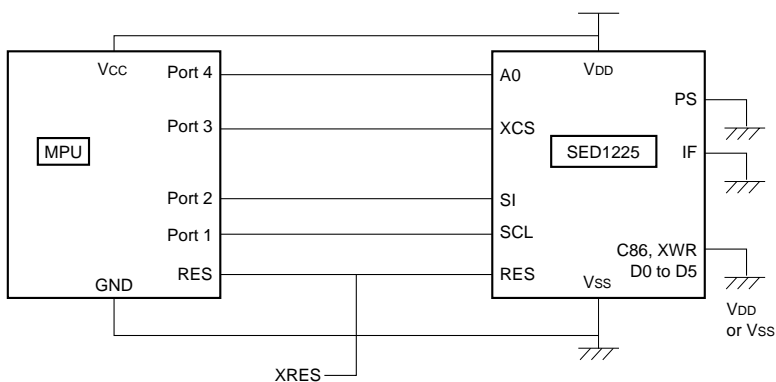 VCC
Port 4
A0
VDD
PS
Port 3
XCS
MPU
SED1225
IF
Port 2
SI
Port 1
SCL
C86, XWR
D0 to D5
RES
RES
GND
VSS
VDD
or VSS
XRES